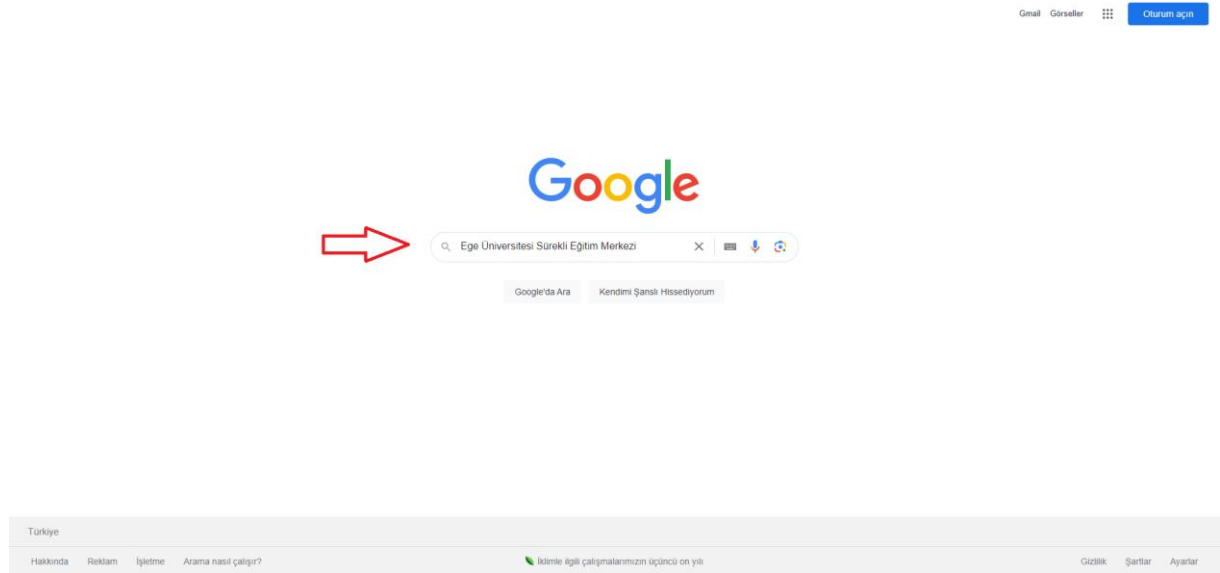 Gmail Görseller Oturum açın
Google
Ege Üniversitesi Sürekli Eğitim Merkezi
Google'da Ara Kendimi Şanslı Hissediyorum
Türkiye
Hakkında Reklam İşletme Arama nasıl çalışır? İklimle ilgili çalışmalarımızın üçüncü on yılı Gizlilik Şartlar Ayarlar